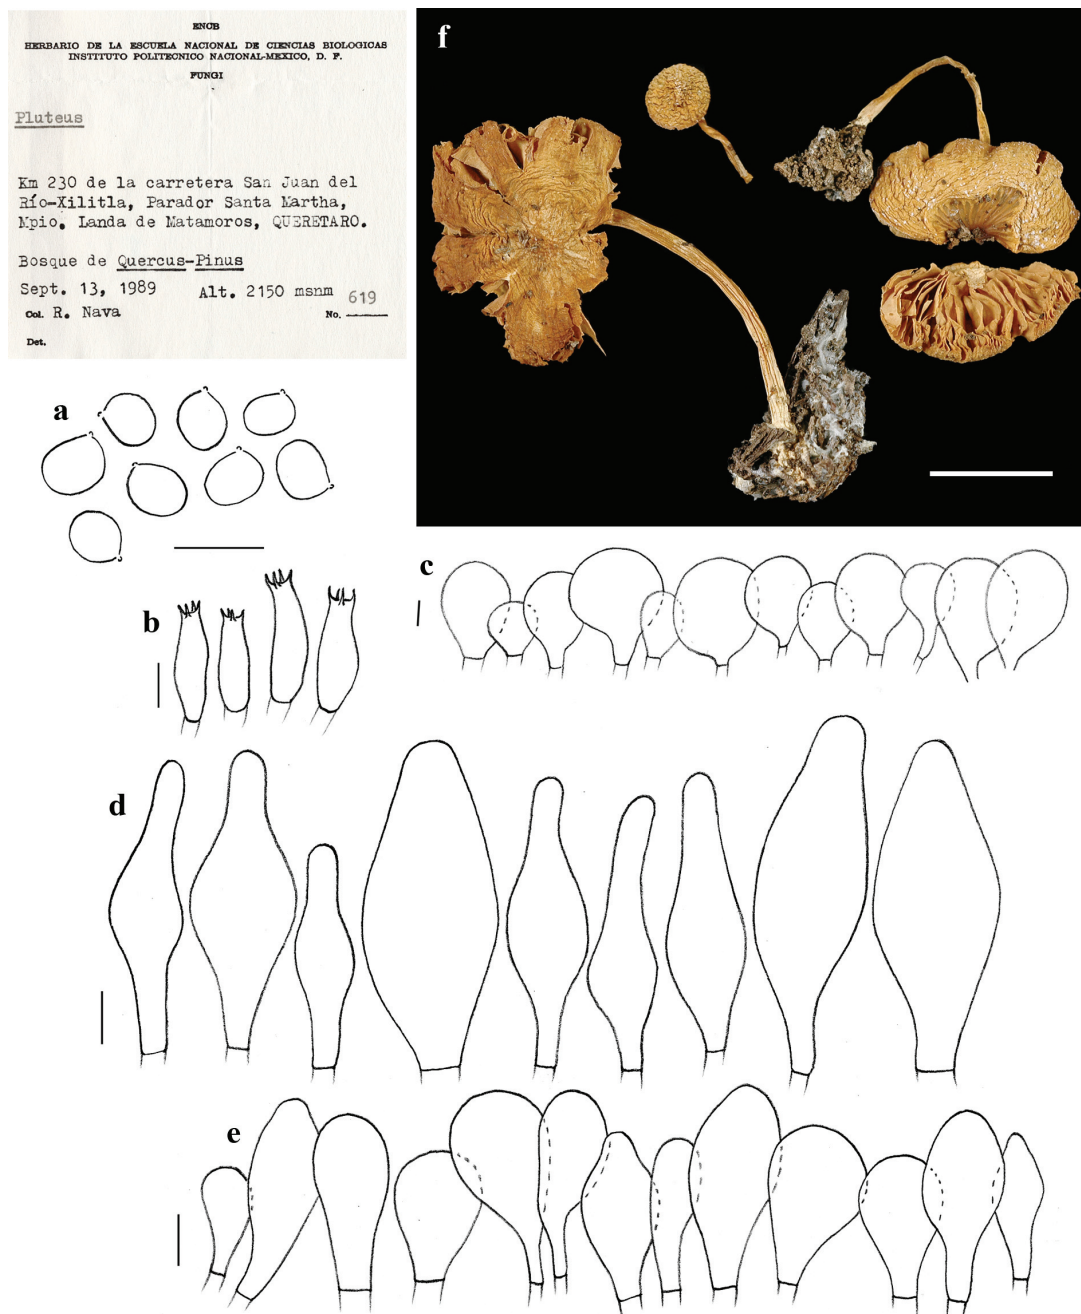 ENCB
HERBARIO DE LA ESCUELA NACIONAL DE CIENCIAS BIOLOGICAS
INSTITUTO POLITECNICO NACIONAL-MEXICO, D. F.
FUNGI
Pluteus
Km 230 de la carretera San Juan del
Río-Xilitla, Parador Santa Martha,
Mpio. Landa de Matamoros, QUERETARO.
Bosque de Quercus-Pinus
Sept. 13, 1989 Alt. 2150 msnm
Col. R. Nava No. 619
Det.
f
a
b
c
d
e